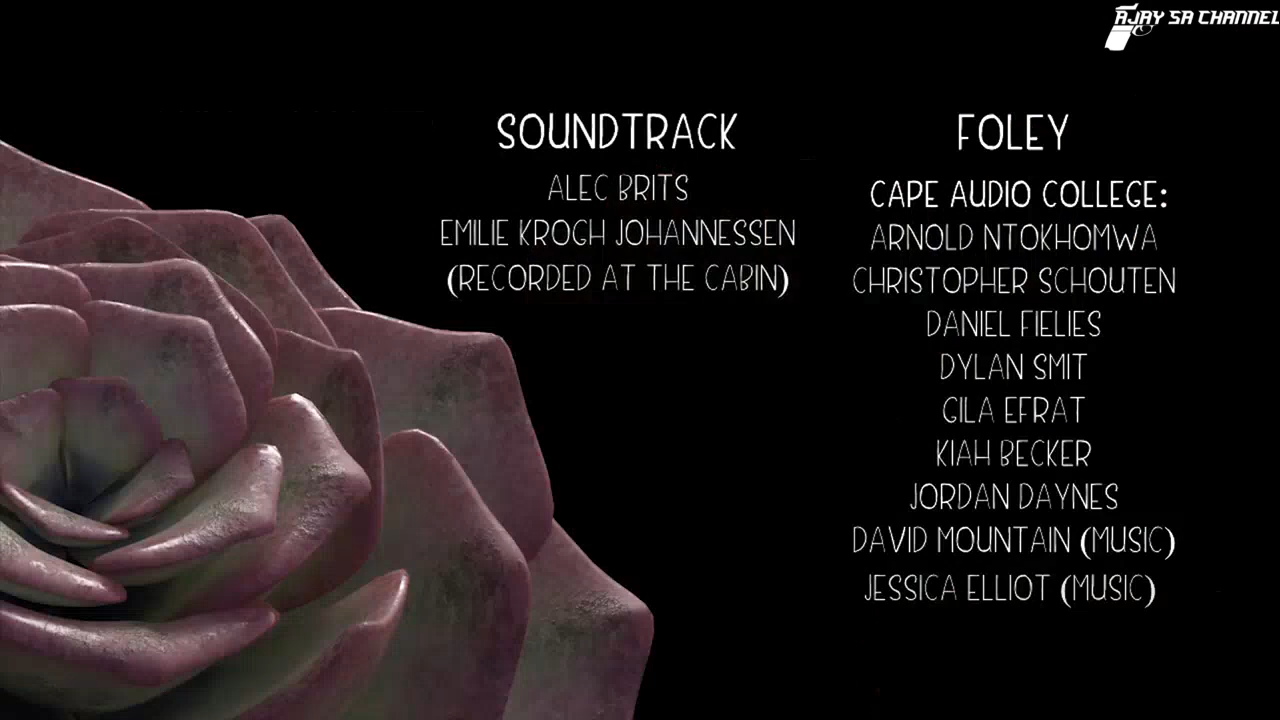 AJAY SA CHANNEL
SOUNDTRACK
ALEC BRITS
EMILIE KROGH JOHANNESSEN
(RECORDED AT THE CABIN)
FOLEY
CAPE AUDIO COLLEGE:
ARNOLD NTOKHOMWA
CHRISTOPHER SCHOUTEN
DANIEL FIELIES
DYLAN SMIT
GILA EFRAT
KIAH BECKER
JORDAN DAYNES
DAVID MOUNTAIN (MUSIC)
JESSICA ELLIOT (MUSIC)